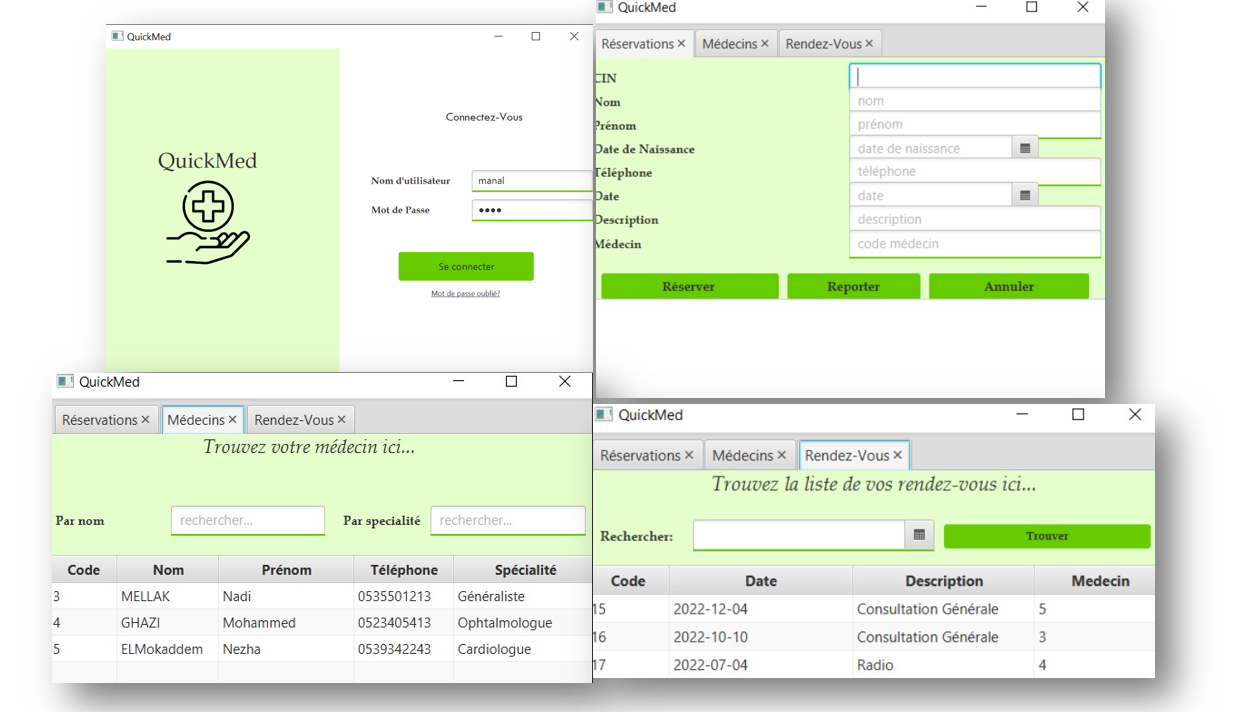 QuickMed
QuickMed
Connectez-Vous
Nom d'utilisateur manal
Mot de Passe ●●●●
Se connecter
Mot de passe oublié?
QuickMed
Réservations × Médecins × Rendez-Vous ×
CIN
Nom nom
Prénom prénom
Date de Naissance date de naissance
Téléphone téléphone
Date date
Description description
Médecin code médecin
Réserver Reporter Annuler
QuickMed
Réservations × Médecins × Rendez-Vous ×
Trouvez votre médecin ici...
Par nom rechercher... Par specialité rechercher...
Code Nom Prénom Téléphone Spécialité
3 MELLAK Nadi 0535501213 Généraliste
4 GHAZI Mohammed 0523405413 Ophtalmologue
5 ELMokaddem Nezha 0539342243 Cardiologue
QuickMed
Réservations × Médecins × Rendez-Vous ×
Trouvez la liste de vos rendez-vous ici...
Rechercher: Trouver
Code Date Description Medecin
15 2022-12-04 Consultation Générale 5
16 2022-10-10 Consultation Générale 3
17 2022-07-04 Radio 4